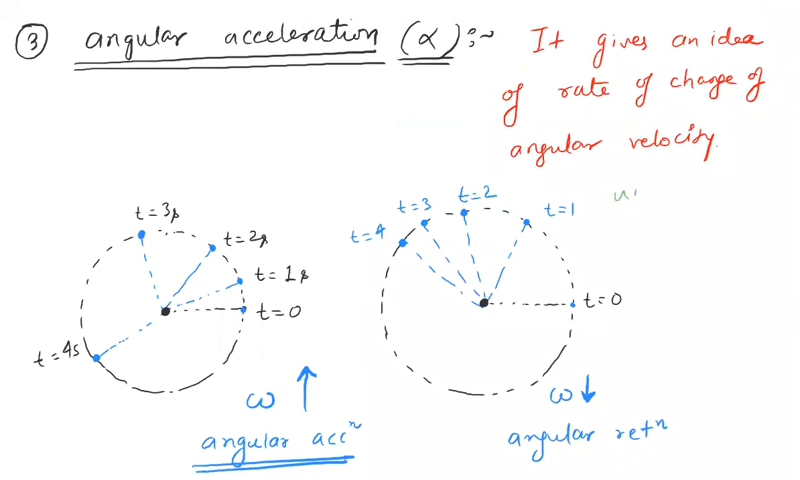 ③ angular acceleration (α) :~
It gives an idea
of rate of change of
angular velocity.
t = 3s
t = 2s
t = 1s
t = 0
t = 4s
ω ↑
angular accⁿ
t = 4
t = 3
t = 2
t = 1
t = 0
ω ↓
angular retⁿ